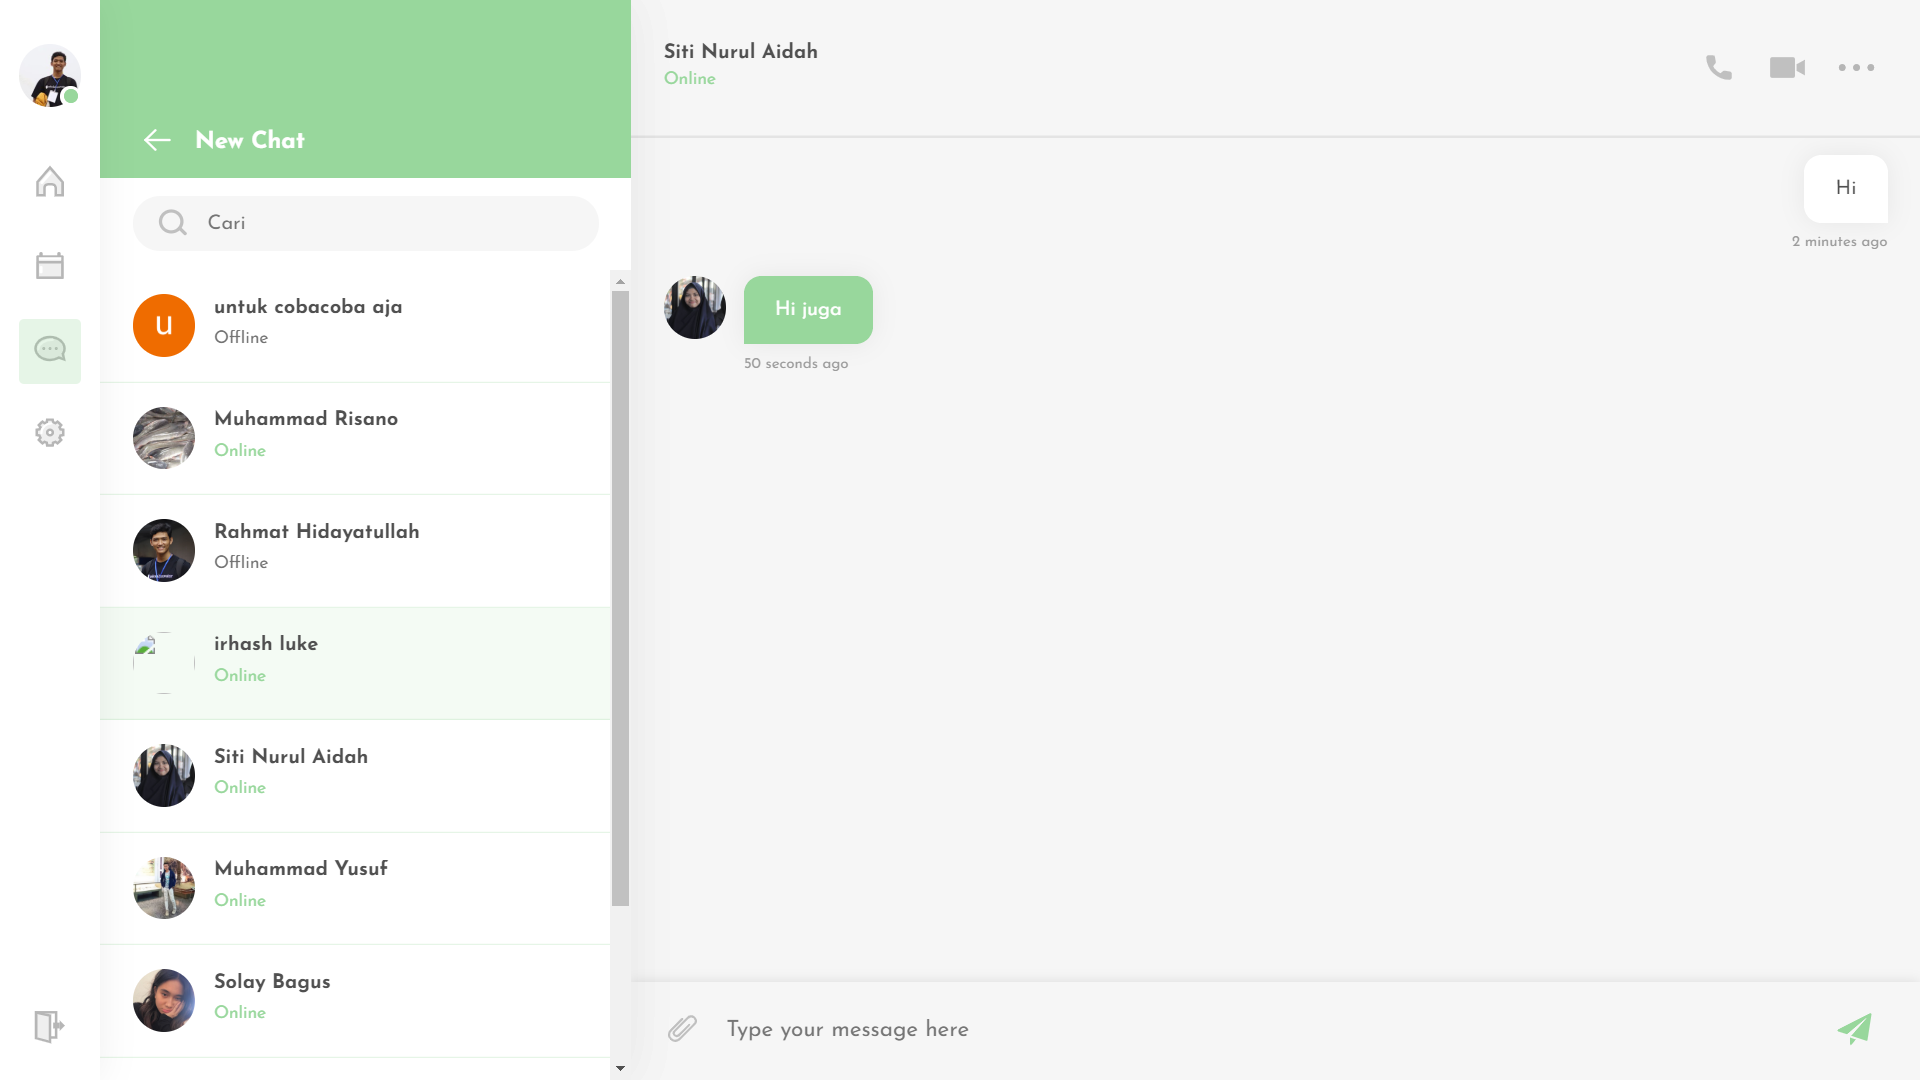 New Chat
Cari
u
untuk cobacoba aja
Offline
Muhammad Risano
Online
Rahmat Hidayatullah
Offline
irhash luke
Online
Siti Nurul Aidah
Online
Muhammad Yusuf
Online
Solay Bagus
Online
Siti Nurul Aidah
Online
Hi
2 minutes ago
Hi juga
50 seconds ago
Type your message here